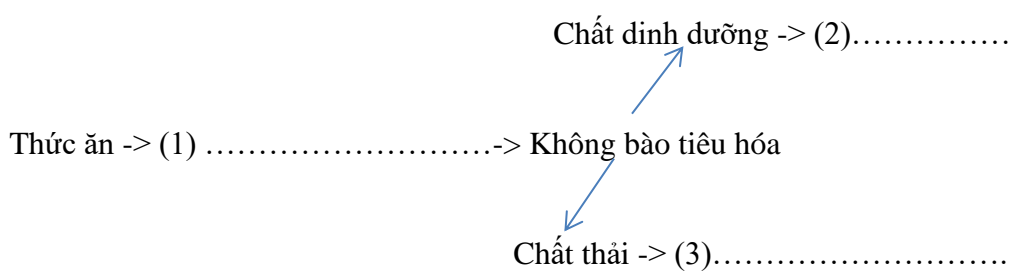 Chất dinh dưỡng -> (2)……………
Thức ăn -> (1) ………………………-> Không bào tiêu hóa
Chất thải -> (3)……………………….